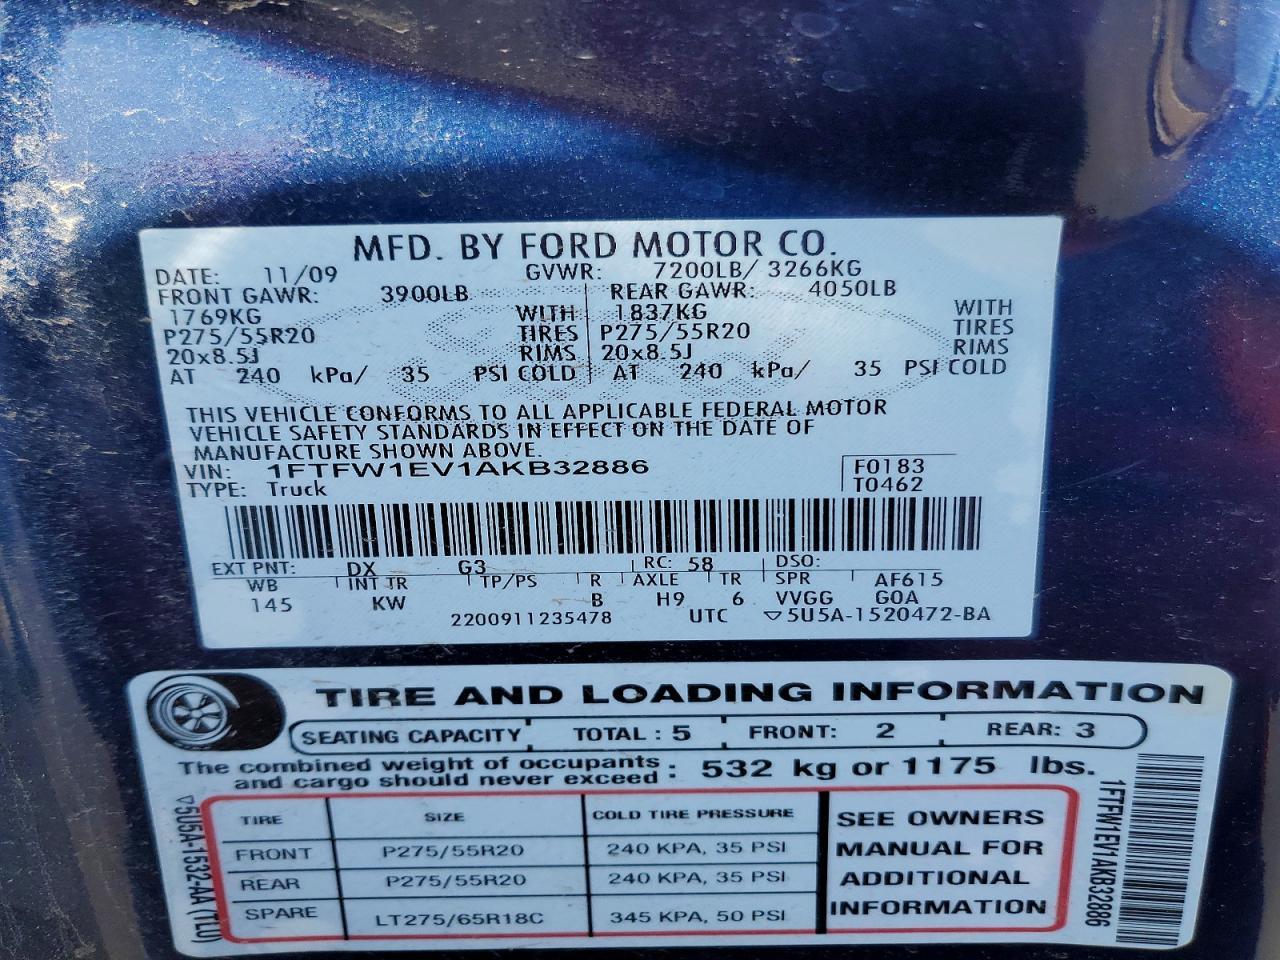 MFD. BY FORD MOTOR CO.
DATE: 11/09 GVWR: 7200LB/ 3266KG
FRONT GAWR: 3900LB REAR GAWR: 4050LB
1769KG WITH 1837KG WITH
P275/55R20 TIRES P275/55R20 TIRES
20x8.5J RIMS 20x8.5J RIMS
AT 240 kPa/ 35 PSI COLD AT 240 kPa/ 35 PSI COLD
THIS VEHICLE CONFORMS TO ALL APPLICABLE FEDERAL MOTOR
VEHICLE SAFETY STANDARDS IN EFFECT ON THE DATE OF
MANUFACTURE SHOWN ABOVE.
VIN: 1FTFW1EV1AKB32886 F0183
TYPE: Truck T0462
EXT PNT: DX G3 RC: 58 DSO:
WB INT TR TP/PS R AXLE TR SPR AF615
145 KW B H9 6 VVGG G0A
2200911235478 UTC ▽5U5A-1520472-BA
TIRE AND LOADING INFORMATION
SEATING CAPACITY TOTAL : 5 FRONT: 2 REAR: 3
The combined weight of occupants
and cargo should never exceed : 532 kg or 1175 lbs.
TIRE SIZE COLD TIRE PRESSURE
FRONT P275/55R20 240 KPA, 35 PSI
REAR P275/55R20 240 KPA, 35 PSI
SPARE LT275/65R18C 345 KPA, 50 PSI
SEE OWNERS
MANUAL FOR
ADDITIONAL
INFORMATION
▽5U5A-1532-AA (TLU)
1FTFW1EV1AKB32886